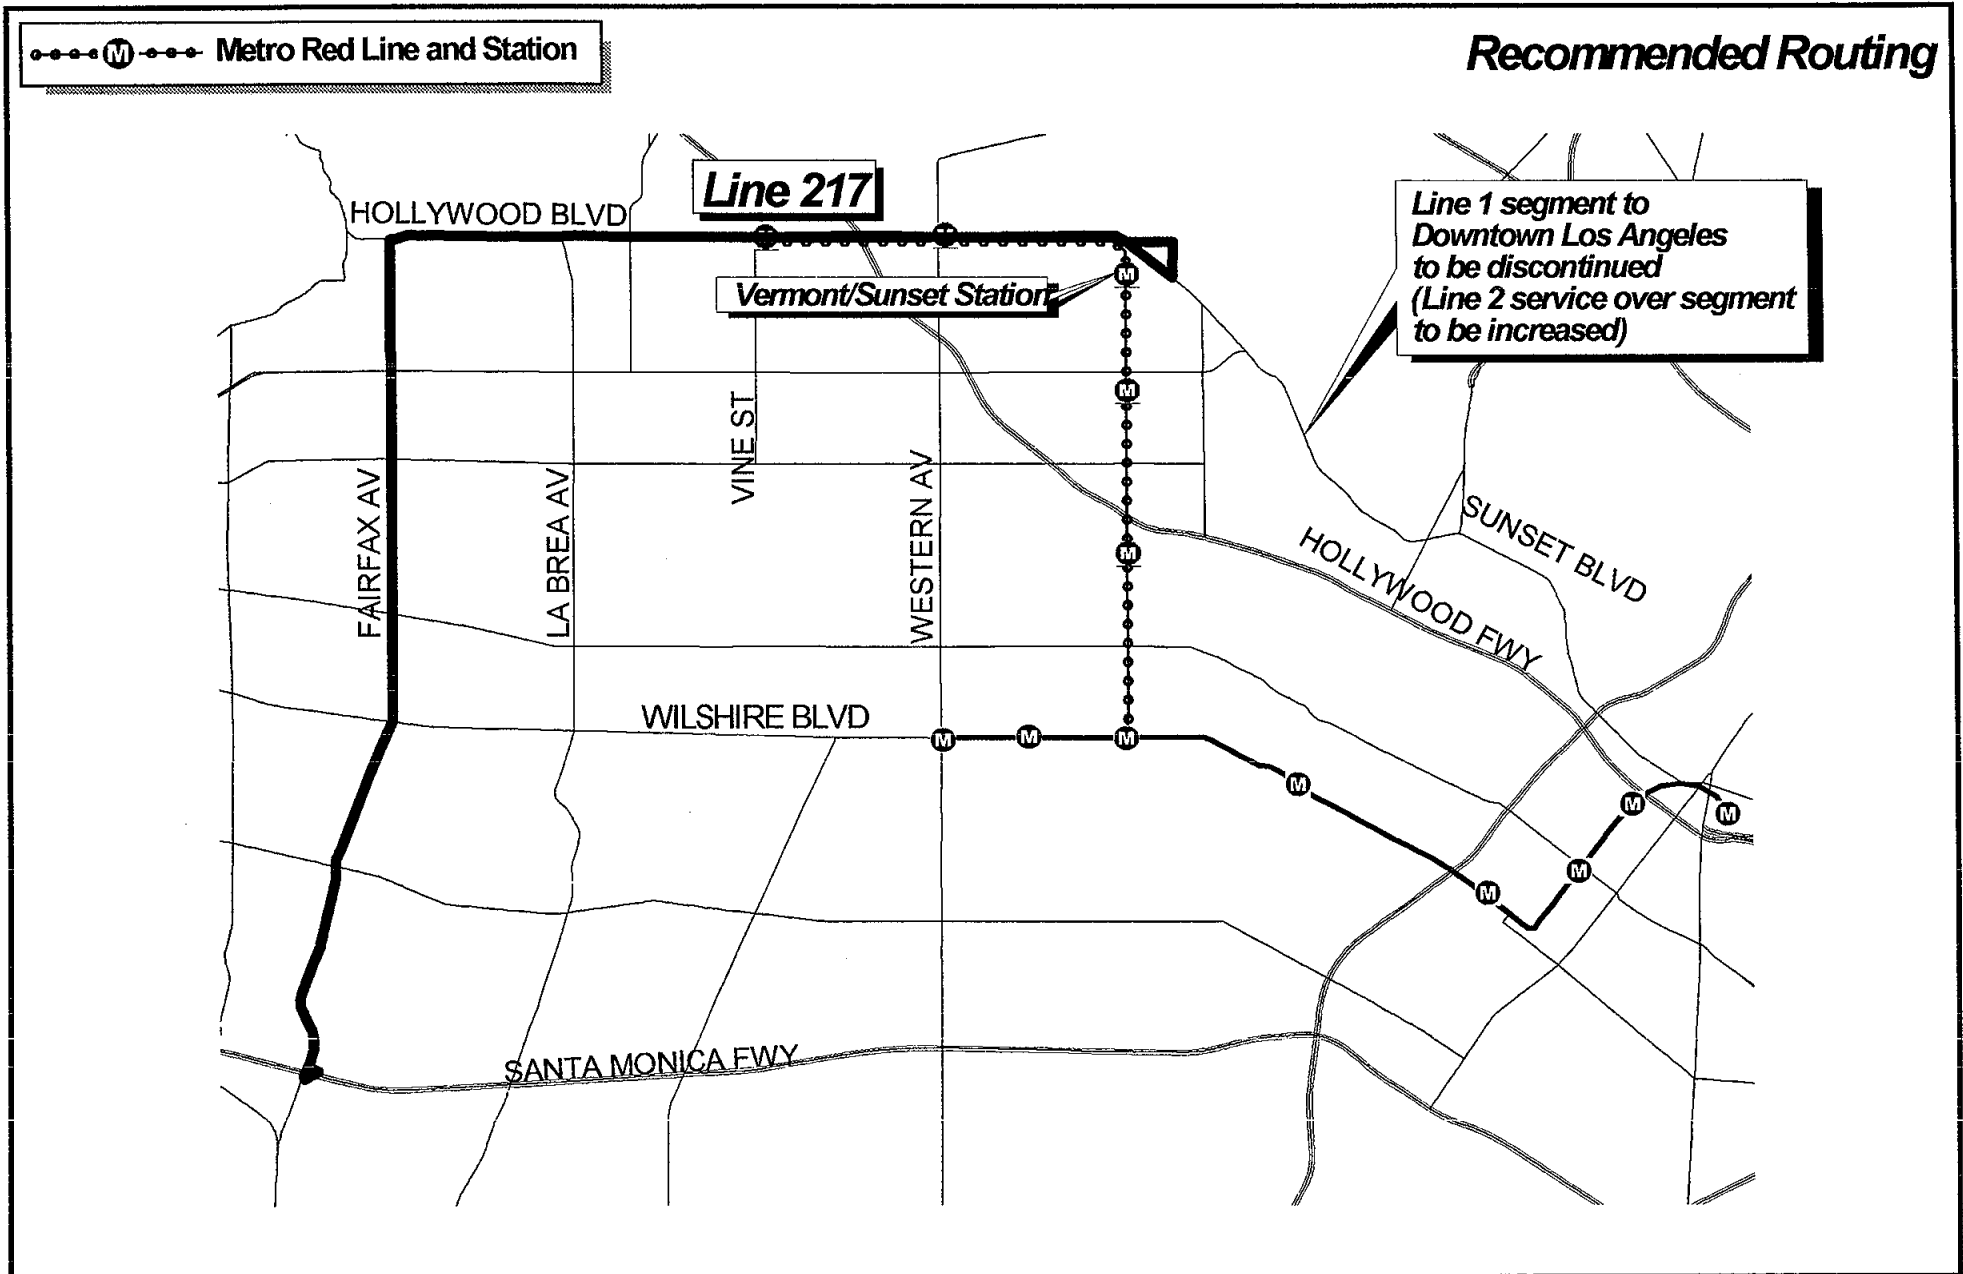 M Metro Red Line and Station
Recommended Routing
Line 217
HOLLYWOOD BLVD
Line 1 segment to
Downtown Los Angeles
to be discontinued
(Line 2 service over segment
to be increased)
Vermont/Sunset Station
M
M
M
FAIRFAX AV
LA BREA AV
VINE ST
WESTERN AV
SUNSET BLVD
HOLLYWOOD FWY
WILSHIRE BLVD
M
M
M
M
M
M
M
M
SANTA MONICA FWY